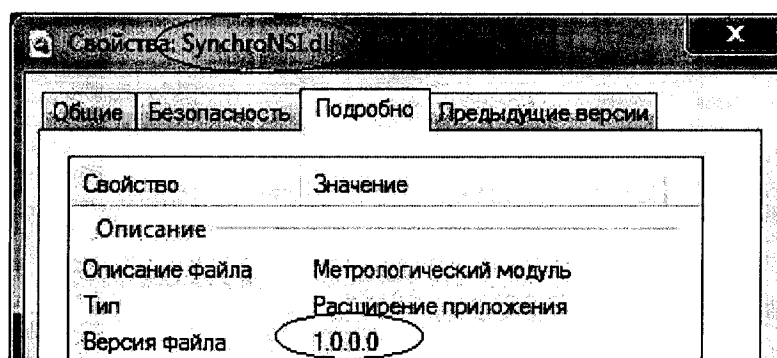 Свойства: SynchroNSI.dll
Общие Безопасность Подробно Предыдущие версии
Свойство Значение
Описание
Описание файла Метрологический модуль
Тип Расширение приложения
Версия файла 1.0.0.0